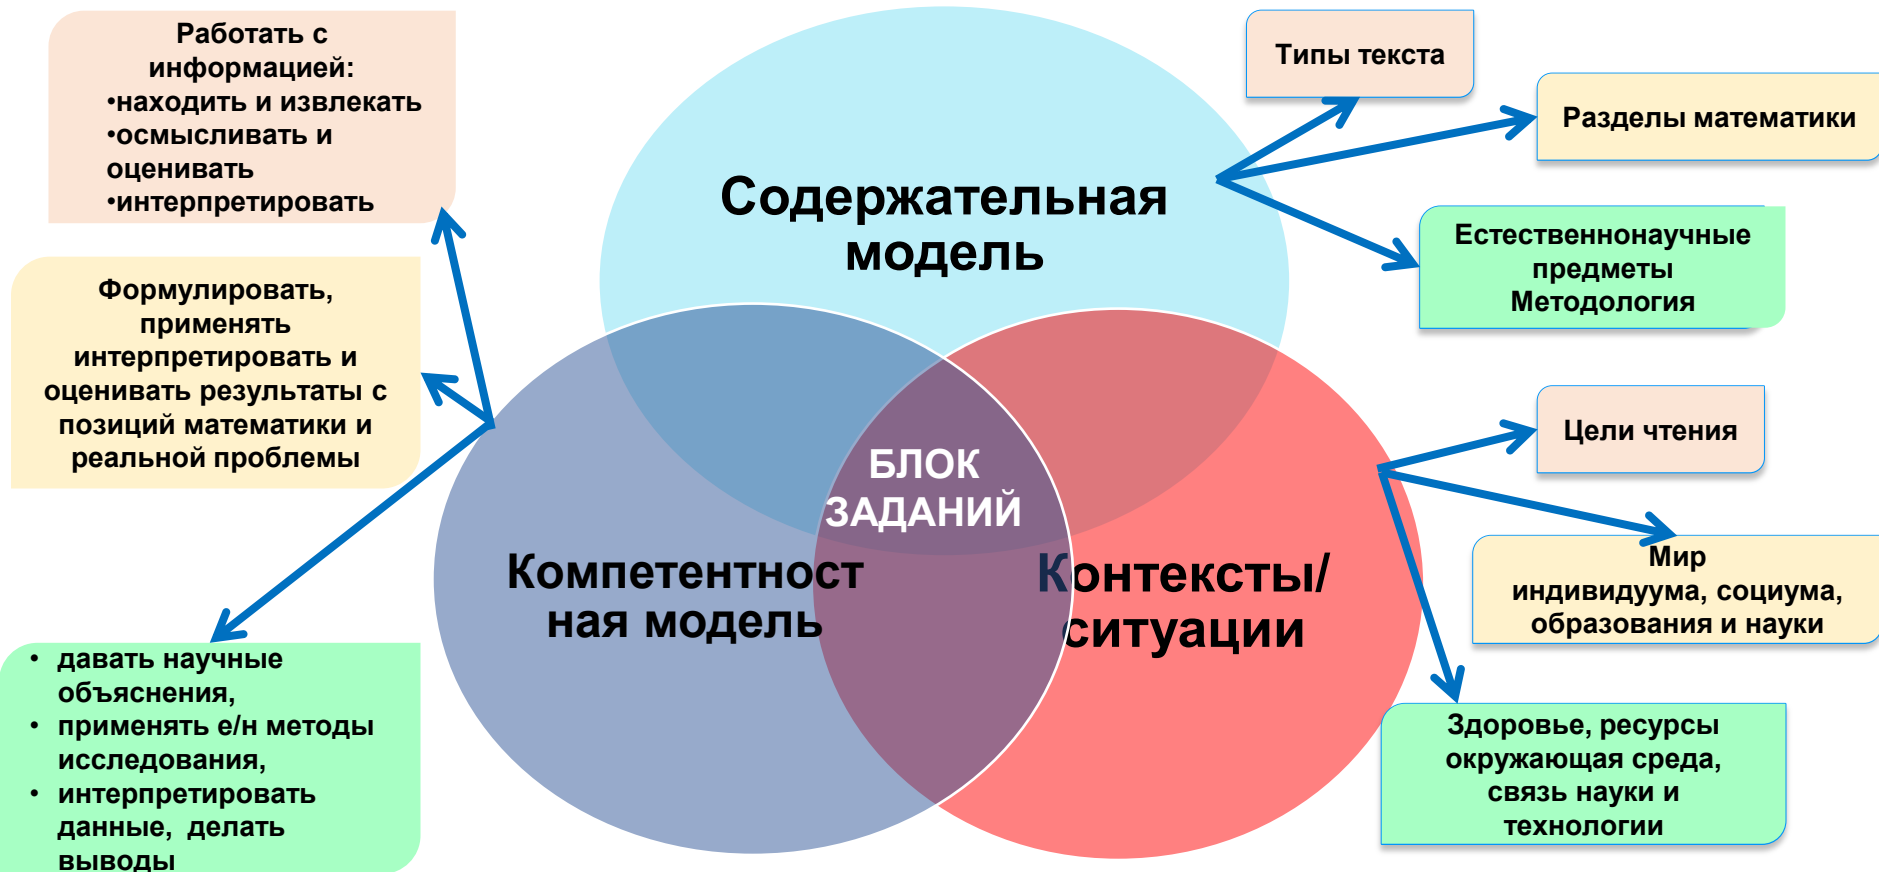 Работать с
информацией:
•находить и извлекать
•осмысливать и
оценивать
•интерпретировать
Формулировать,
применять
интерпретировать и
оценивать результаты с
позиций математики и
реальной проблемы
• давать научные
объяснения,
• применять е/н методы
исследования,
• интерпретировать
данные, делать
выводы
Содержательная
модель
БЛОК
ЗАДАНИЙ
Компетентност
ная модель
Контексты/
ситуации
Типы текста
Разделы математики
Естественнонаучные
предметы
Методология
Цели чтения
Мир
индивидуума, социума,
образования и науки
Здоровье, ресурсы
окружающая среда,
связь науки и
технологии